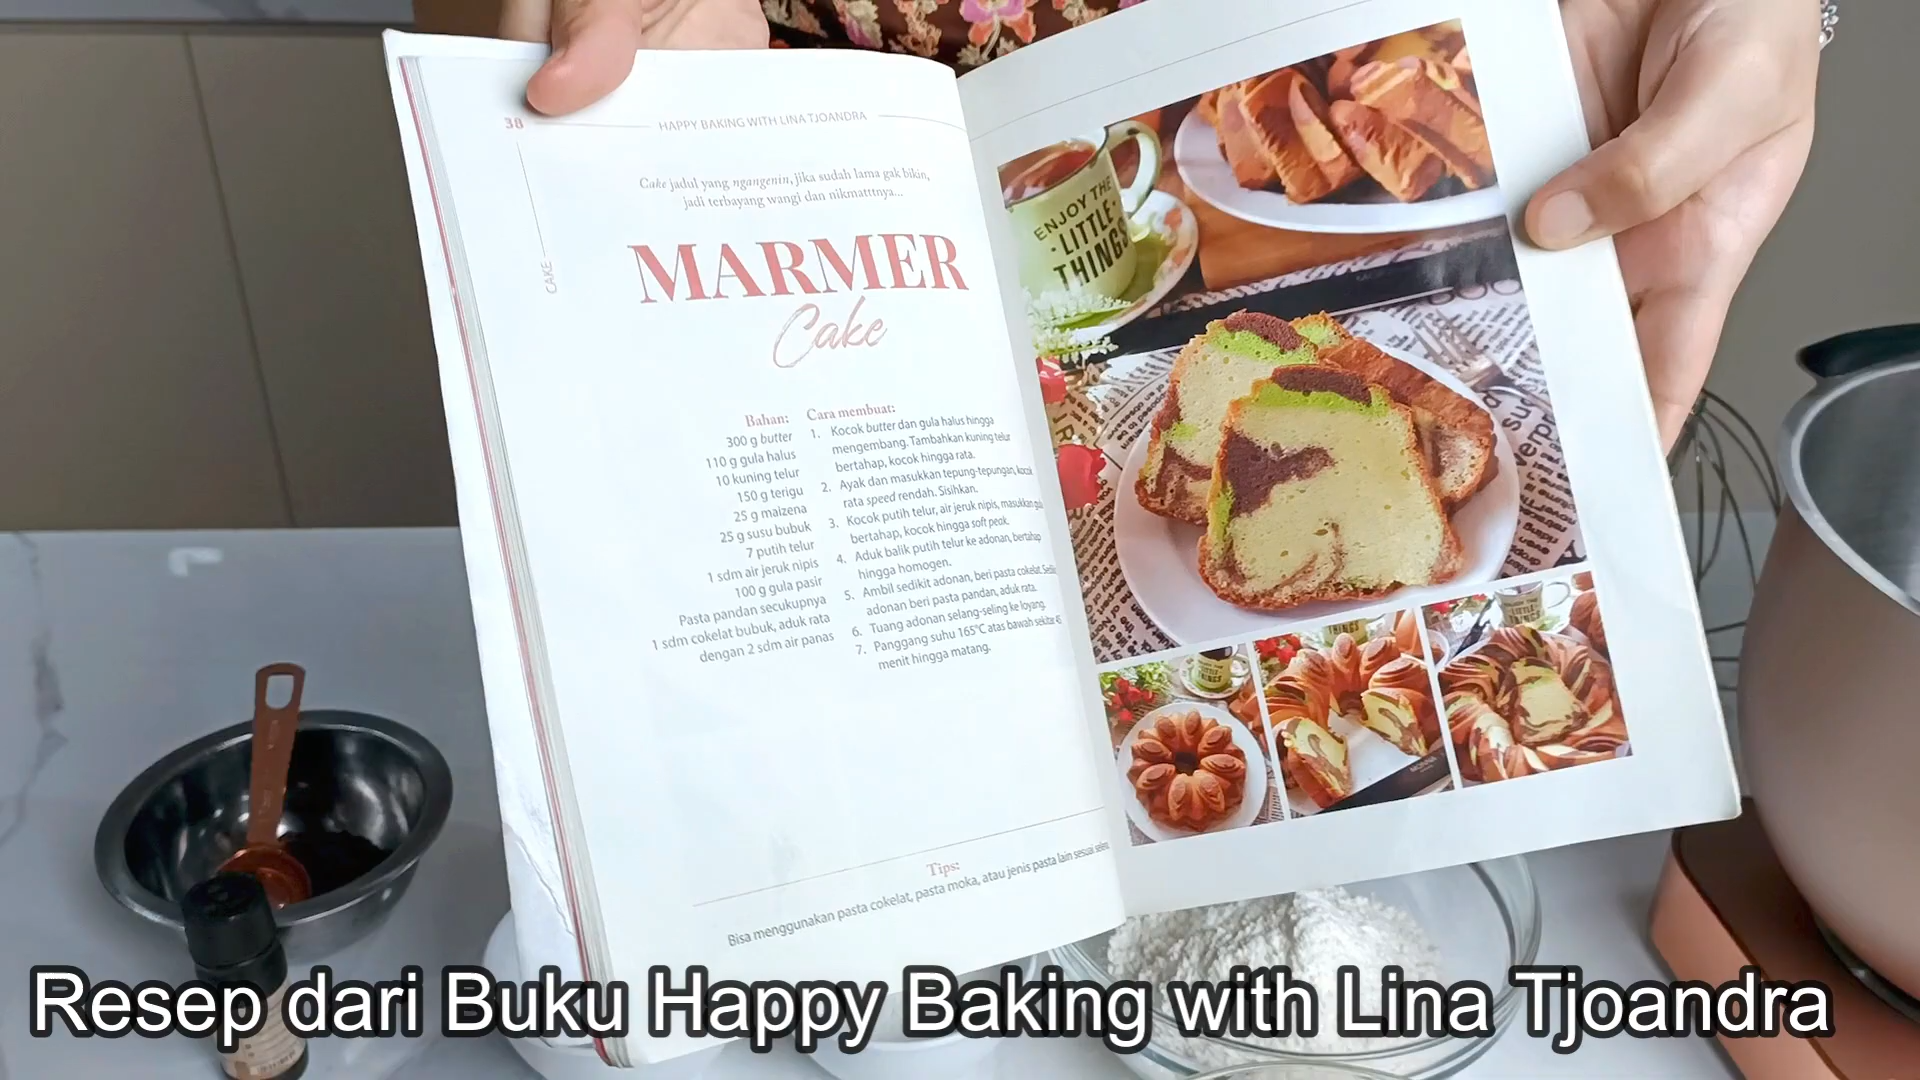 38
HAPPY BAKING WITH LINA TJOANDRA
CAKE
Cake jadul yang ngangenin, jika sudah lama gak bikin,
jadi terbayang wangi dan nikmatttnya...
MARMER
Cake
Bahan:
300 g butter
110 g gula halus
10 kuning telur
150 g terigu
25 g maizena
25 g susu bubuk
7 putih telur
1 sdm air jeruk nipis
100 g gula pasir
Pasta pandan secukupnya
1 sdm cokelat bubuk, aduk rata
dengan 2 sdm air panas
Cara membuat:
1. Kocok butter dan gula halus hingga
mengembang. Tambahkan kuning telur
bertahap, kocok hingga rata.
2. Ayak dan masukkan tepung-tepungan, kocok
rata speed rendah. Sisihkan.
3. Kocok putih telur, air jeruk nipis, masukkan gula
bertahap, kocok hingga soft peak.
4. Aduk balik putih telur ke adonan, bertahap
hingga homogen.
5. Ambil sedikit adonan, beri pasta cokelat.
adonan beri pasta pandan, aduk rata.
6. Tuang adonan selang-seling ke loyang.
7. Panggang suhu 165°C atas bawah sekitar 45
menit hingga matang.
Tips:
Bisa menggunakan pasta cokelat, pasta moka, atau jenis pasta lain sesuai
ENJOY THE
·LITTLE·
THINGS
Resep dari Buku Happy Baking with Lina Tjoandra